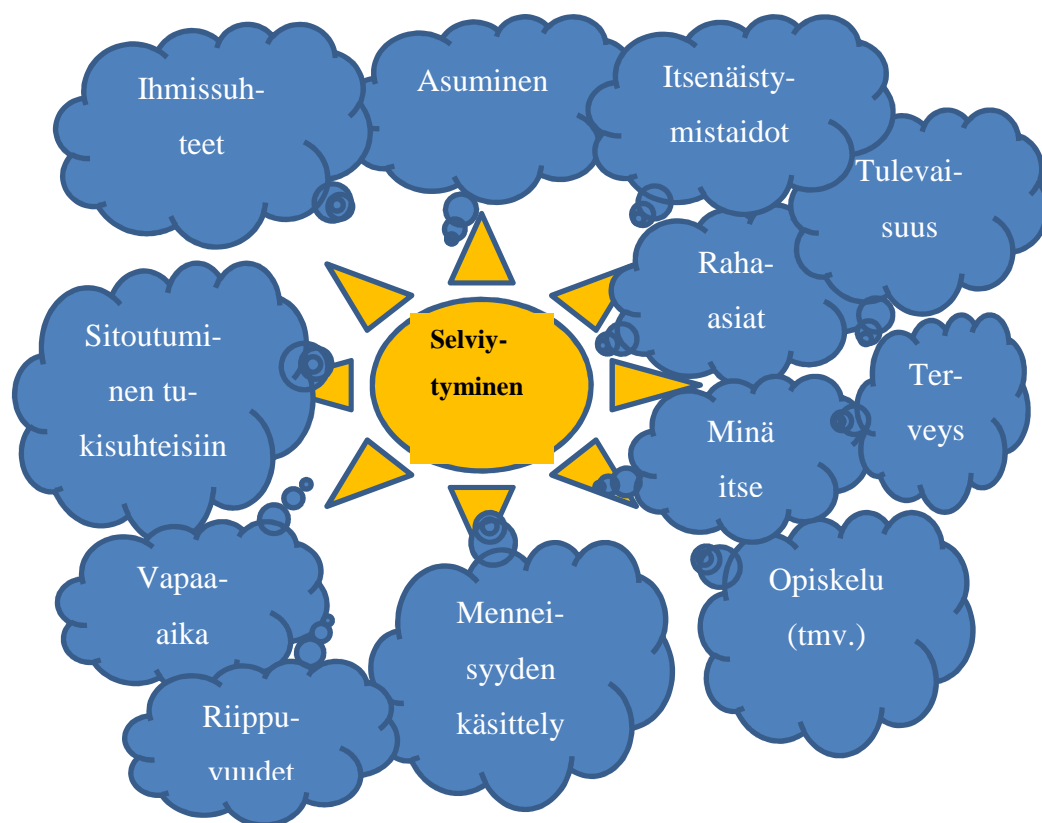 Ihmissuh-
teet
Asuminen
Itsenäisty-
mistaidot
Tulevai-
suus
Raha-
asiat
Sitoutumi-
nen tu-
kisuhteisiin
Selviy-
tyminen
Minä
itse
Ter-
veys
Vapaa-
aika
Mennei-
syyden
käsittely
Opiskelu
(tmv.)
Riippu-
vuudet